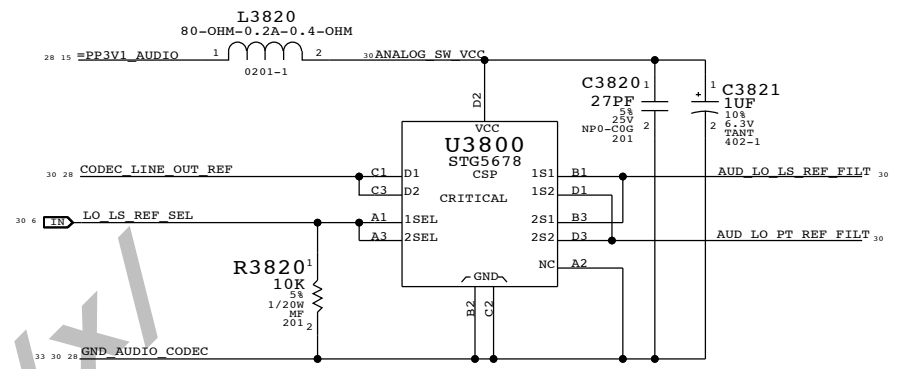 L3820
80-OHM-0.2A-0.4-OHM
28 15 =PP3V1_AUDIO 1 2 30 ANALOG_SW_VCC
0201-1
C3820 1
27PF
5%
25V
NP0-C0G 2
201
+ 1 C3821
1UF
10%
2 6.3V
TANT
402-1
D2
VCC
U3800
STG5678
CSP
CRITICAL
30 28 CODEC_LINE_OUT_REF C1 D1 1S1 B1 AUD_LO_LS_REF_FILT 30
C3 D2 1S2 D1
30 6 IN LO_LS_REF_SEL A1 1SEL 2S1 B3
A3 2SEL 2S2 D3 AUD_LO_PT_REF_FILT 30
NC A2
GND
B2 C2
R3820 1
10K
5%
1/20W
MF
201 2
33 30 28 GND_AUDIO_CODEC
/x/